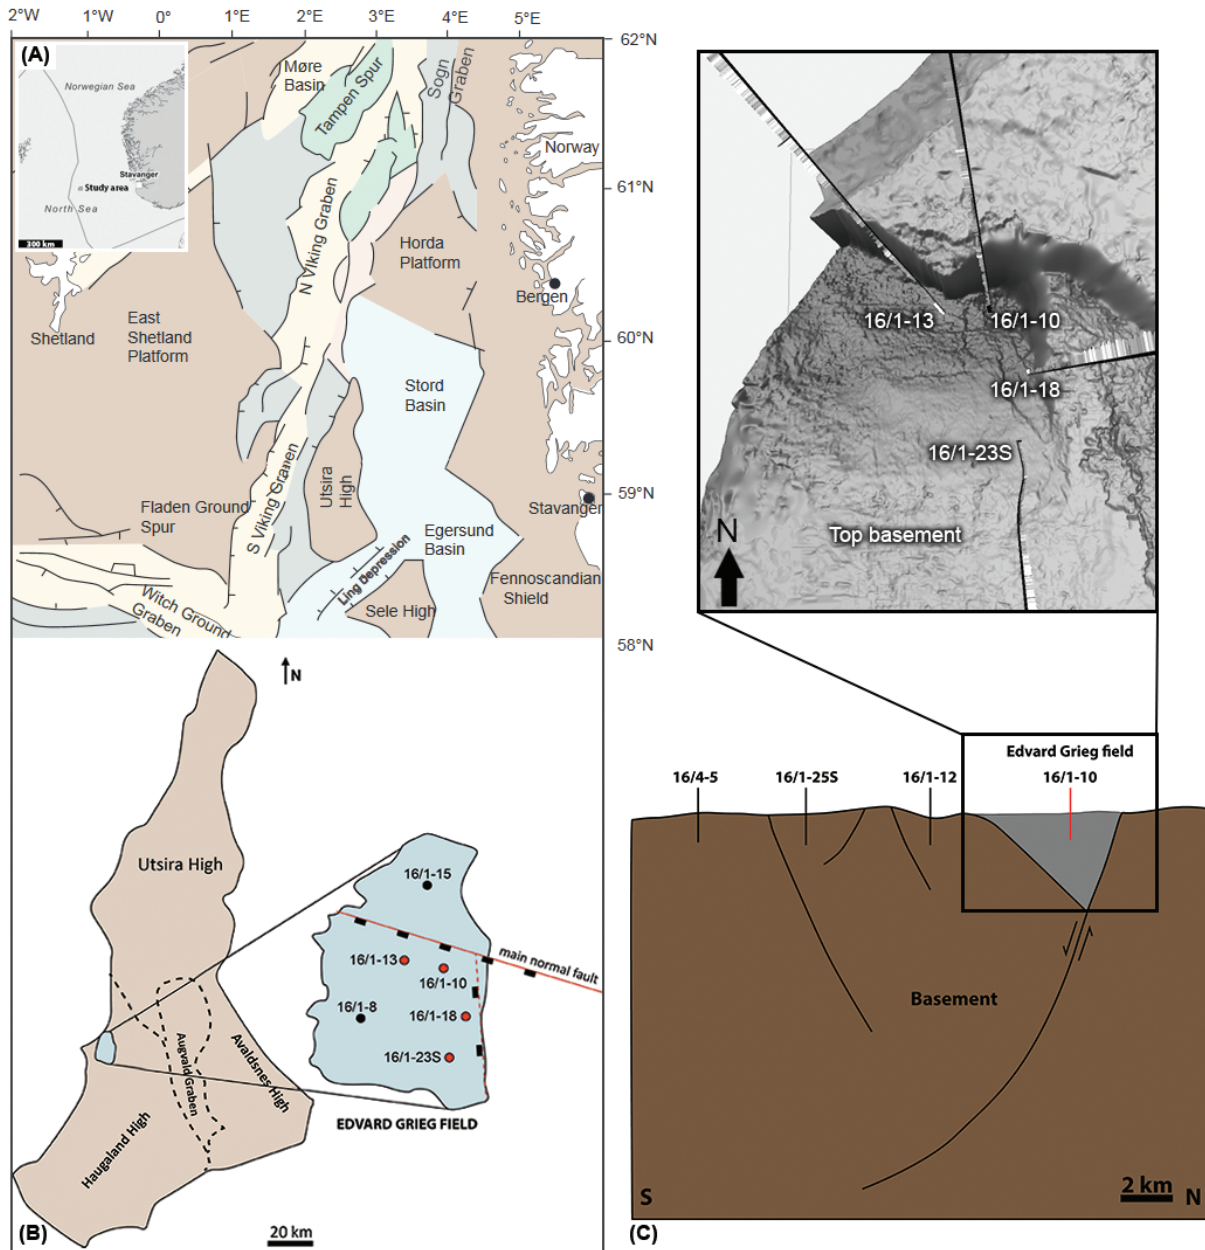 2°W
1°W
0°
1°E
2°E
3°E
4°E
5°E
62°N
61°N
60°N
59°N
58°N
(A)
Norwegian Sea
Stavanger
Study area
North Sea
300 km
Møre
Basin
Tampen Spur
Sogn
Graben
Norway
N Viking Graben
Horda
Platform
Bergen
Shetland
East
Shetland
Platform
Stord
Basin
Utsira
High
S Viking Graben
Fladen Ground
Spur
Stavanger
Egersund
Basin
Ling Depression
Fennoscandian
Shield
Sele High
Witch Ground
Graben
N
Utsira High
Augvald Graben
Avaldsnes High
Haugaland High
16/1-15
main normal fault
16/1-13
16/1-10
16/1-8
16/1-18
16/1-23S
EDVARD GRIEG FIELD
(B)
20 km
16/1-13
16/1-10
16/1-18
16/1-23S
N
Top basement
Edvard Grieg field
16/4-5
16/1-25S
16/1-12
16/1-10
Basement
S
2 km
N
(C)